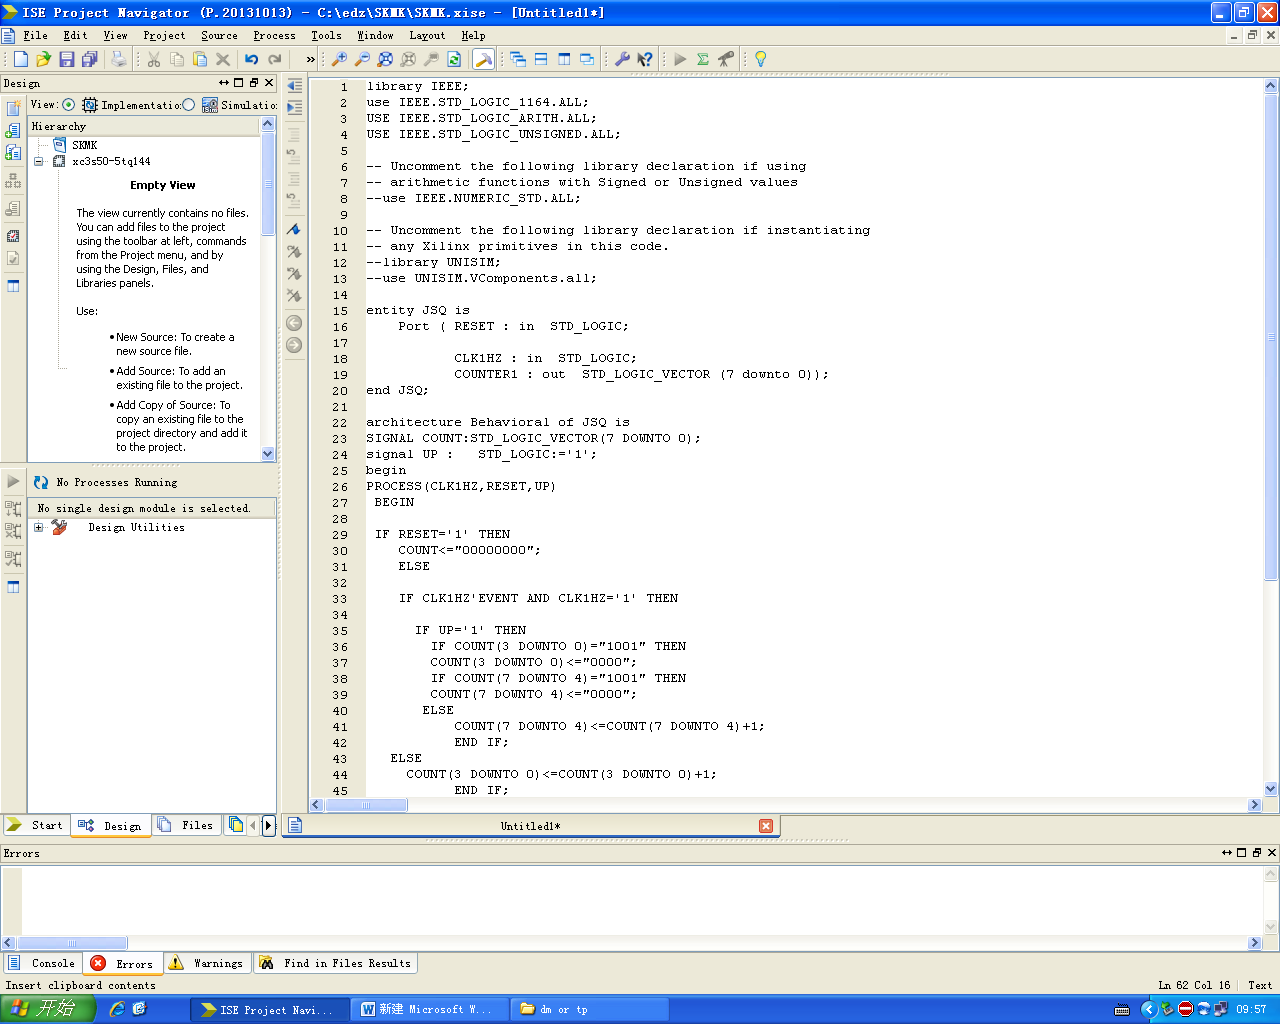 ISE Project Navigator (P.20131013) - C:\edz\SKMK\SKMK.xise - [Untitled1*]
File Edit View Project Source Process Tools Window Layout Help
Design
View: Implementatio: Simulatio:
Hierarchy
SKMK
xc3s50-5tq144
Empty View
The view currently contains no files.
You can add files to the project
using the toolbar at left, commands
from the Project menu, and by
using the Design, Files, and
Libraries panels.
Use:
• New Source: To create a
new source file.
• Add Source: To add an
existing file to the project.
• Add Copy of Source: To
copy an existing file to the
project directory and add it
to the project.
No Processes Running
No single design module is selected.
Design Utilities
Start Design Files
1 library IEEE;
2 use IEEE.STD_LOGIC_1164.ALL;
3 USE IEEE.STD_LOGIC_ARITH.ALL;
4 USE IEEE.STD_LOGIC_UNSIGNED.ALL;
5
6 -- Uncomment the following library declaration if using
7 -- arithmetic functions with Signed or Unsigned values
8 --use IEEE.NUMERIC_STD.ALL;
9
10 -- Uncomment the following library declaration if instantiating
11 -- any Xilinx primitives in this code.
12 --library UNISIM;
13 --use UNISIM.VComponents.all;
14
15 entity JSQ is
16 Port ( RESET : in STD_LOGIC;
17
18 CLK1HZ : in STD_LOGIC;
19 COUNTER1 : out STD_LOGIC_VECTOR (7 downto 0));
20 end JSQ;
21
22 architecture Behavioral of JSQ is
23 SIGNAL COUNT:STD_LOGIC_VECTOR(7 DOWNTO 0);
24 signal UP : STD_LOGIC:='1';
25 begin
26 PROCESS(CLK1HZ,RESET,UP)
27 BEGIN
28
29 IF RESET='1' THEN
30 COUNT<="00000000";
31 ELSE
32
33 IF CLK1HZ'EVENT AND CLK1HZ='1' THEN
34
35 IF UP='1' THEN
36 IF COUNT(3 DOWNTO 0)="1001" THEN
37 COUNT(3 DOWNTO 0)<="0000";
38 IF COUNT(7 DOWNTO 4)="1001" THEN
39 COUNT(7 DOWNTO 4)<="0000";
40 ELSE
41 COUNT(7 DOWNTO 4)<=COUNT(7 DOWNTO 4)+1;
42 END IF;
43 ELSE
44 COUNT(3 DOWNTO 0)<=COUNT(3 DOWNTO 0)+1;
45 END IF;
Untitled1*
Errors
Console Errors Warnings Find in Files Results
Insert clipboard contents
Ln 62 Col 16 Text
开始 ISE Project Navi... 新建 Microsoft W... dm or tp 09:57